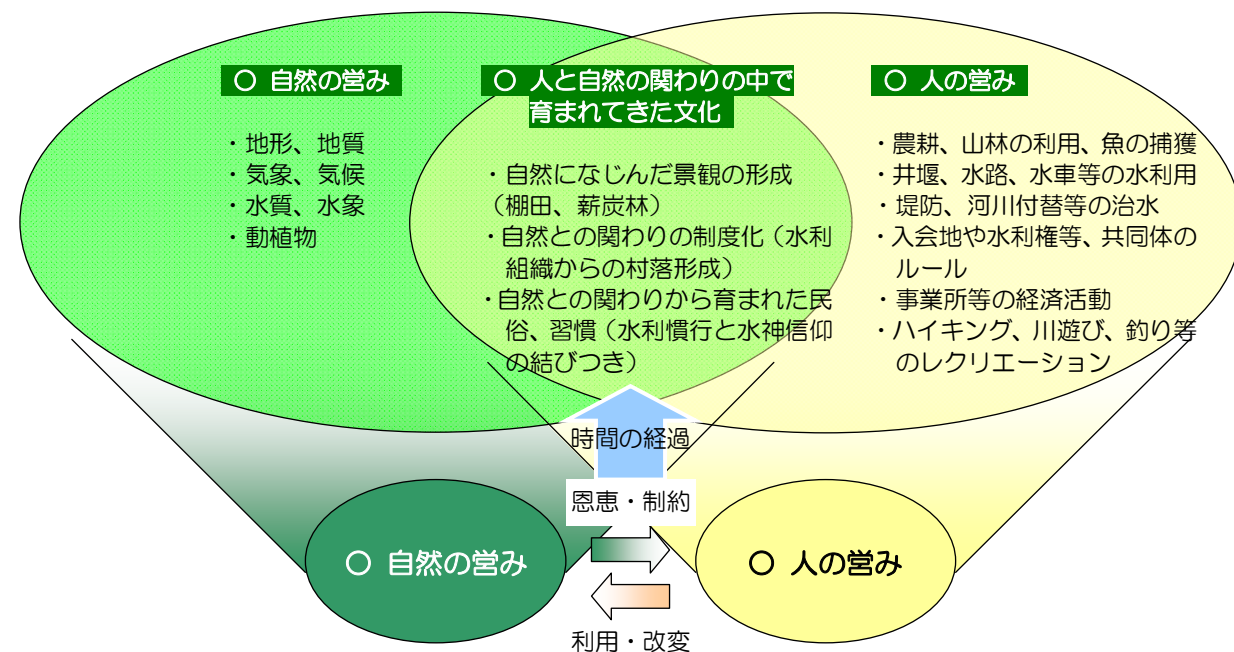 〇 自然の営み
・地形、地質
・気象、気候
・水質、水象
・動植物
〇 人と自然の関わりの中で
育まれてきた文化
・自然になじんだ景観の形成
（棚田、薪炭林）
・自然との関わりの制度化（水利
組織からの村落形成）
・自然との関わりから育まれた民
俗、習慣（水利慣行と水神信仰
の結びつき）
〇 人の営み
・農耕、山林の利用、魚の捕獲
・井堰、水路、水車等の水利用
・堤防、河川付替等の治水
・入会地や水利権等、共同体の
ルール
・事業所等の経済活動
・ハイキング、川遊び、釣り等
のレクリエーション
時間の経過
恩恵・制約
〇 自然の営み
〇 人の営み
利用・改変